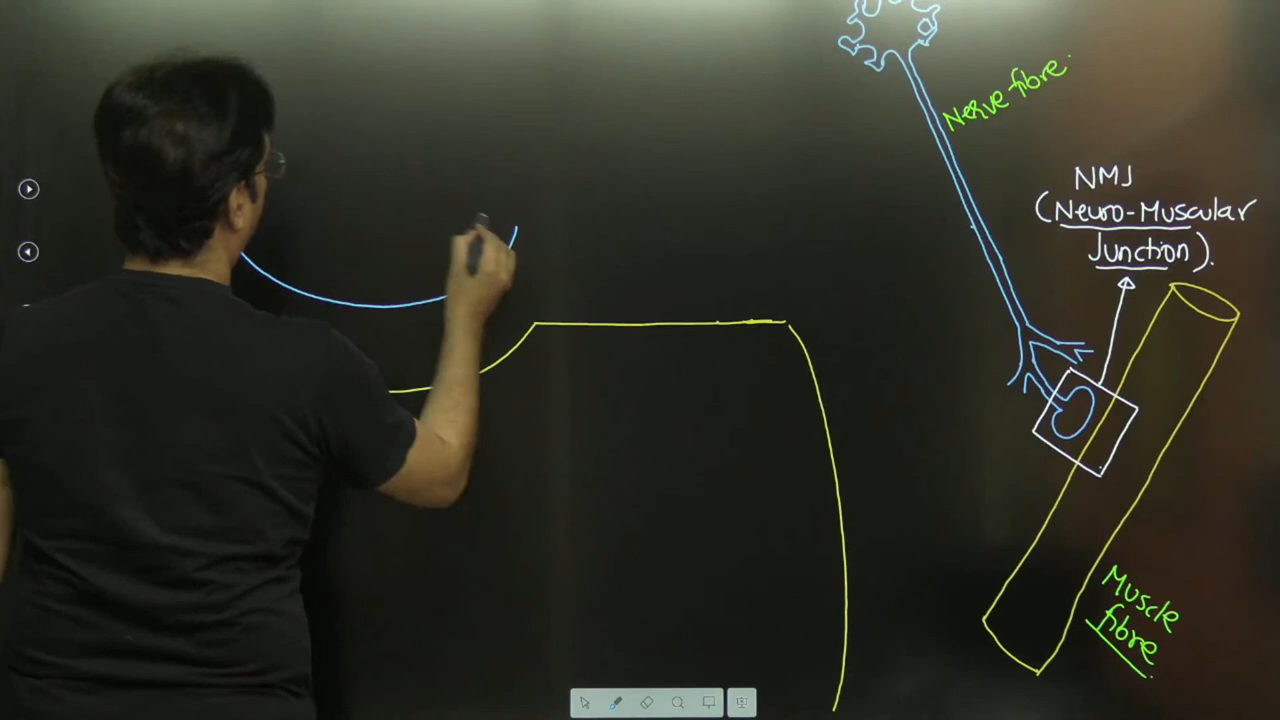 Nerve fibre
NMJ
(Neuro-Muscular
Junction).
Muscle
fibre